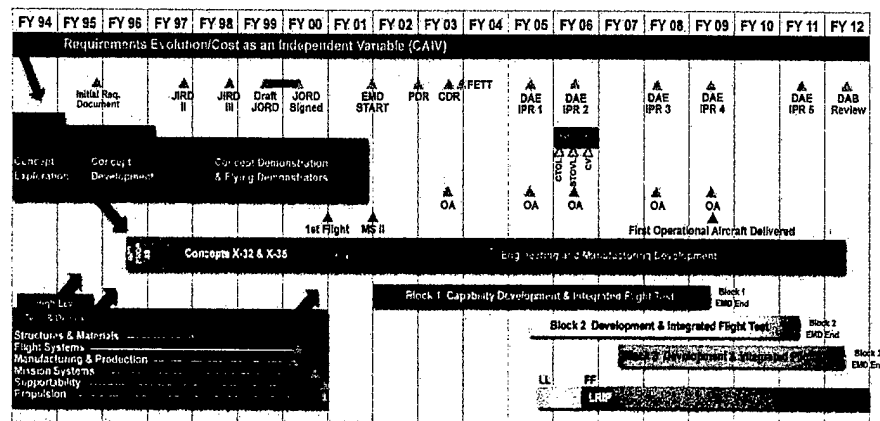 FY 94 FY 95 FY 96 FY 97 FY 98 FY 99 FY 00 FY 01 FY 02 FY 03 FY 04 FY 05 FY 06 FY 07 FY 08 FY 09 FY 10 FY 11 FY 12
Requirements Evolution/Cost as an Independent Variable (CAIV)
Initial Req.
Document
JIRD
II
JIRD
III
Draft
JORD
JORD
Signed
EMD
START
PDR
CDR
FETT
DAE
IPR 1
DAE
IPR 2
DAE
IPR 3
DAE
IPR 4
DAE
IPR 5
DAB
Review
CTOL
STOVL
CV
Concept
Exploration
Concept
Development
Concept Demonstration
& Flying Demonstrators
OA OA OA OA OA
1st Flight
MS II
First Operational Aircraft Delivered
Concepts X-32 & X-35
Engineering and Manufacturing Development
Block 1 Capability Development & Integrated Flight Test
Block 1
EMD End
Block 2 Development & Integrated Flight Test
Block 2
EMD End
Development & Integrated
Block
EMD End
Structures & Materials
Flight Systems
Manufacturing & Production
Mission Systems
Supportability
Propulsion
LL
FF
LRIP